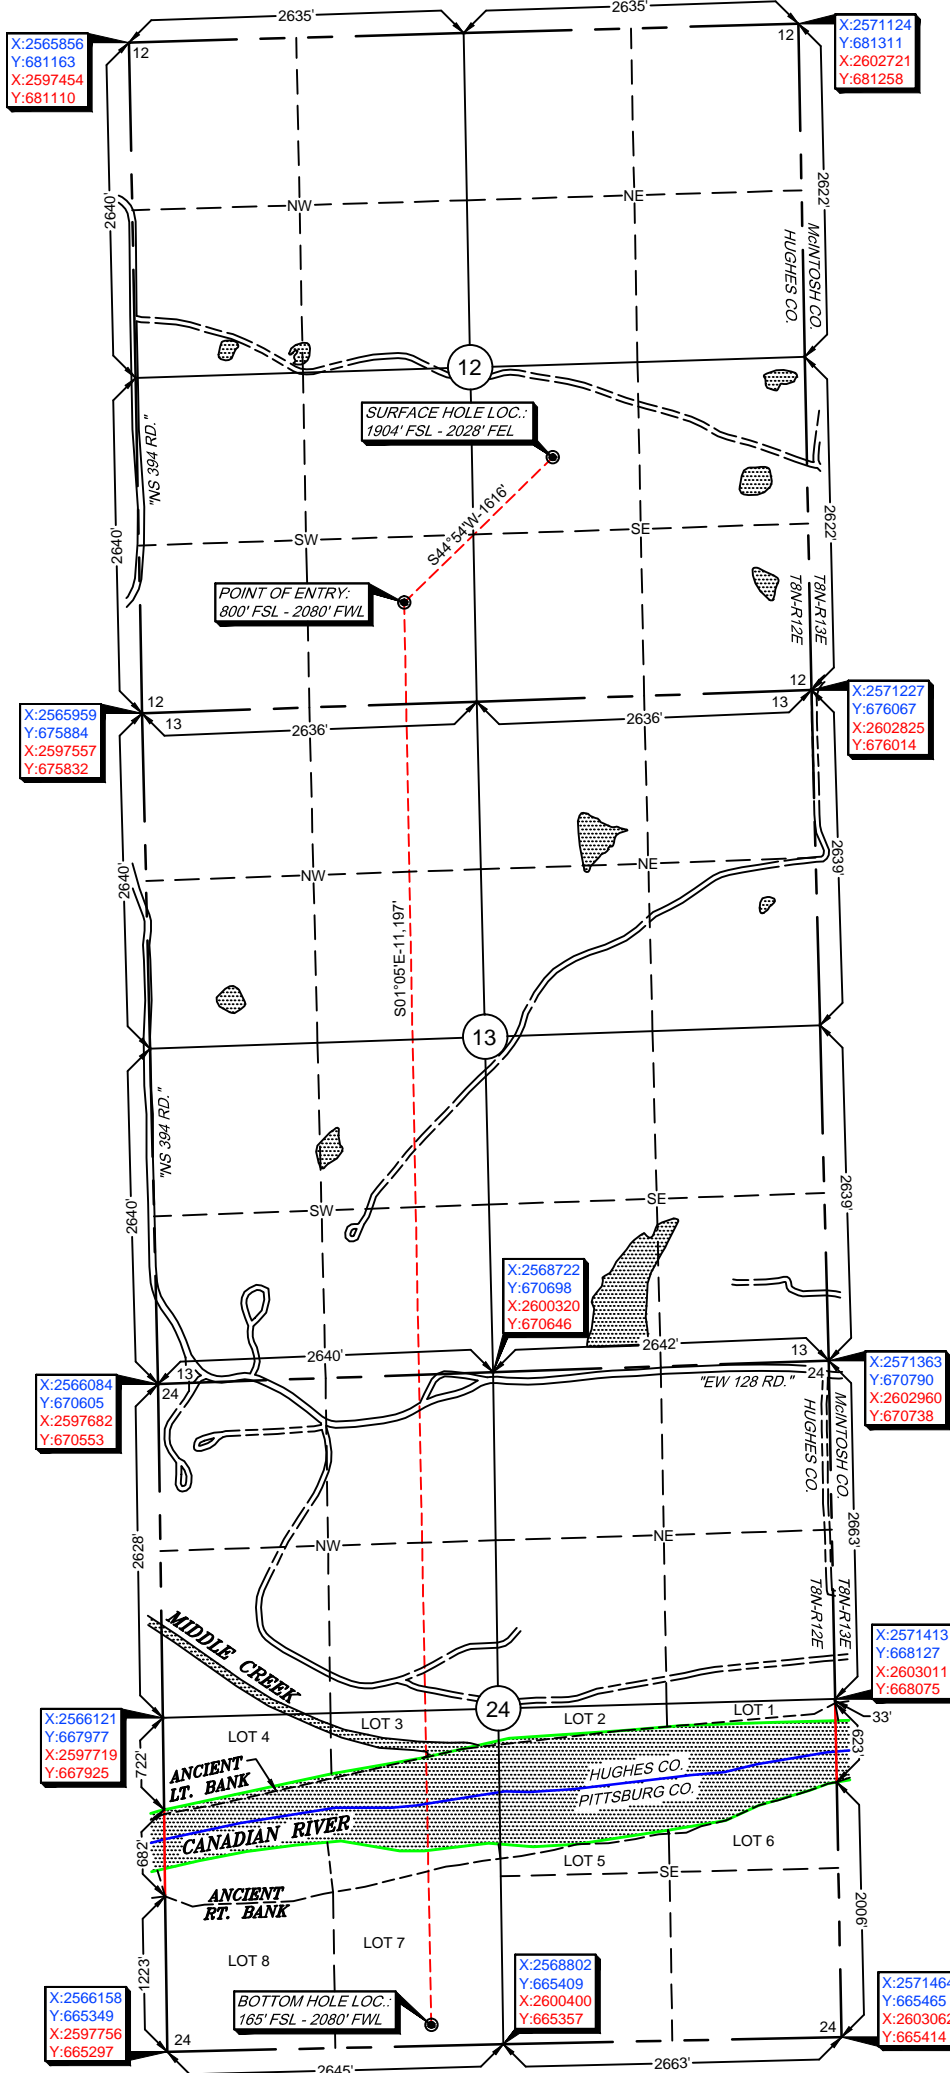 2635'
2635'
X:2565856
Y:681163
X:2597454
Y:681110
12
12
X:2571124
Y:681311
X:2602721
Y:681258
2640'
NW
NE
2622'
McINTOSH CO.
HUGHES CO.
12
SURFACE HOLE LOC.:
1904' FSL - 2028' FEL
"NS 394 RD."
2640'
S44°54'W-1616'
SW
SE
2622'
POINT OF ENTRY:
800' FSL - 2080' FWL
T8N-R13E
T8N-R12E
12
13
12
13
X:2565959
Y:675884
X:2597557
Y:675832
2636'
2636'
X:2571227
Y:676067
X:2602825
Y:676014
2640'
NW
NE
2639'
S01°05'E-11,197'
13
"NS 394 RD."
2640'
SW
SE
2639'
X:2568722
Y:670698
X:2600320
Y:670646
2640'
2642'
13
13
24
24
"EW 128 RD."
X:2566084
Y:670605
X:2597682
Y:670553
X:2571363
Y:670790
X:2602960
Y:670738
McINTOSH CO.
HUGHES CO.
2628'
NW
NE
2663'
T8N-R13E
T8N-R12E
MIDDLE CREEK
X:2571413
Y:668127
X:2603011
Y:668075
24
X:2566121
Y:667977
X:2597719
Y:667925
LOT 4
LOT 3
LOT 2
LOT 1
33'
623'
722'
ANCIENT
LT. BANK
HUGHES CO.
PITTSBURG CO.
CANADIAN RIVER
682'
LOT 6
LOT 5
SE
ANCIENT
RT. BANK
2006'
LOT 7
LOT 8
1223'
X:2568802
Y:665409
X:2600400
Y:665357
X:2571464
Y:665465
X:2603062
Y:665414
X:2566158
Y:665349
X:2597756
Y:665297
BOTTOM HOLE LOC.:
165' FSL - 2080' FWL
24
24
2645'
2663'